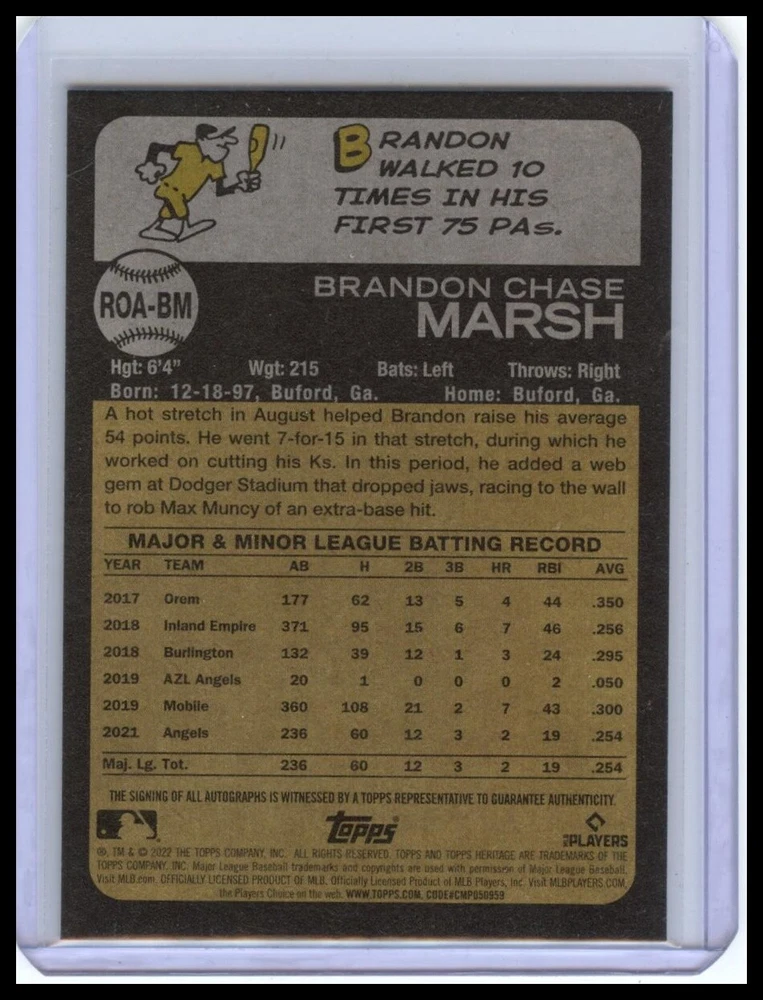 BRANDON
WALKED 10
TIMES IN HIS
FIRST 75 PAs.
ROA-BM
BRANDON CHASE
MARSH
Hgt: 6'4" Wgt: 215 Bats: Left Throws: Right
Born: 12-18-97, Buford, Ga. Home: Buford, Ga.
A hot stretch in August helped Brandon raise his average
54 points. He went 7-for-15 in that stretch, during which he
worked on cutting his Ks. In this period, he added a web
gem at Dodger Stadium that dropped jaws, racing to the wall
to rob Max Muncy of an extra-base hit.
MAJOR & MINOR LEAGUE BATTING RECORD
YEAR TEAM AB H 2B 3B HR RBI AVG
2017 Orem 177 62 13 5 4 44 .350
2018 Inland Empire 371 95 15 6 7 46 .256
2018 Burlington 132 39 12 1 3 24 .295
2019 AZL Angels 20 1 0 0 0 2 .050
2019 Mobile 360 108 21 2 7 43 .300
2021 Angels 236 60 12 3 2 19 .254
Maj. Lg. Tot. 236 60 12 3 2 19 .254
THE SIGNING OF ALL AUTOGRAPHS IS WITNESSED BY A TOPPS REPRESENTATIVE TO GUARANTEE AUTHENTICITY.
Topps
PLAYERS
®, TM & © 2022 THE TOPPS COMPANY, INC. ALL RIGHTS RESERVED. TOPPS AND TOPPS HERITAGE ARE TRADEMARKS OF THE
TOPPS COMPANY, INC. Major League Baseball trademarks and copyrights are used with permission of Major League Baseball.
Visit MLB.com. OFFICIALLY LICENSED PRODUCT OF MLB. Officially Licensed Product of MLB Players, Inc. Visit MLBPLAYERS.COM,
the Players Choice on the web. WWW.TOPPS.COM. CODE#CMP050959